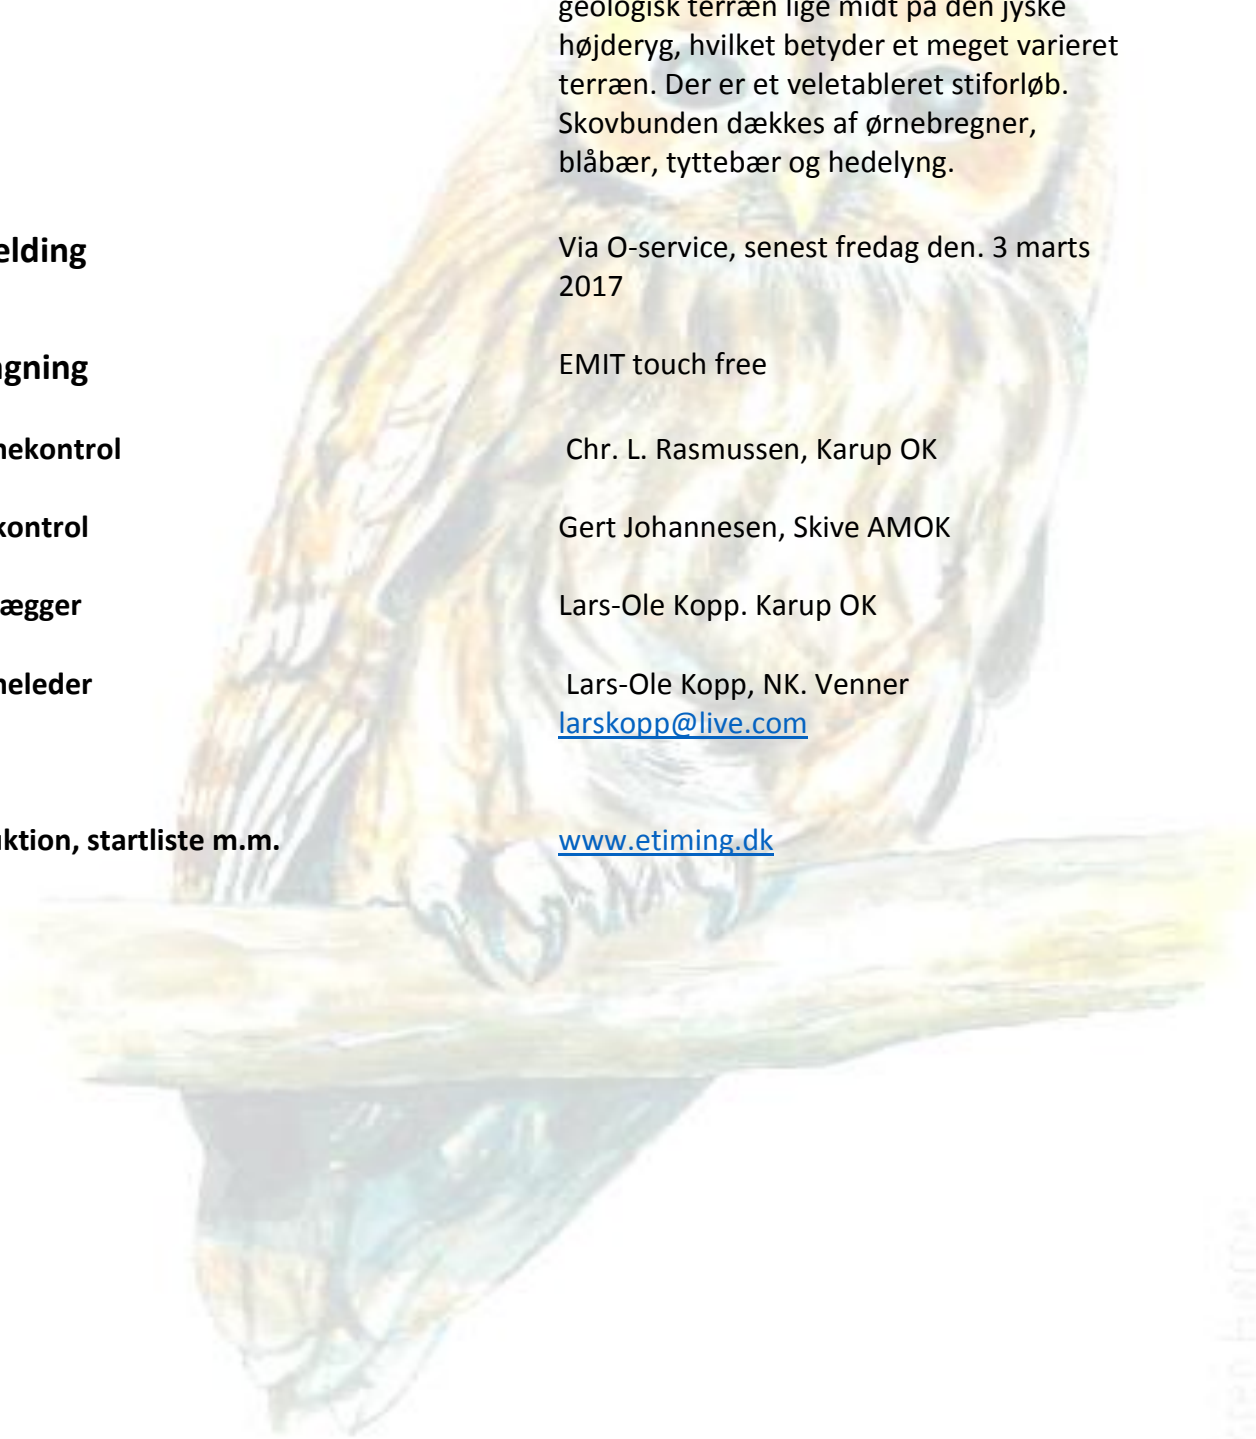 geologisk terræn lige midt på den jyske
højderyg, hvilket betyder et meget varieret
terræn. Der er et veletableret stiforløb.
Skovbunden dækkes af ørnebregner,
blåbær, tyttebær og hedelyng.
elding Via O-service, senest fredag den. 3 marts
2017
gning EMIT touch free
nekontrol Chr. L. Rasmussen, Karup OK
kontrol Gert Johannesen, Skive AMOK
ægger Lars-Ole Kopp. Karup OK
neleder Lars-Ole Kopp, NK. Venner
larskopp@live.com
ktion, startliste m.m. www.etiming.dk